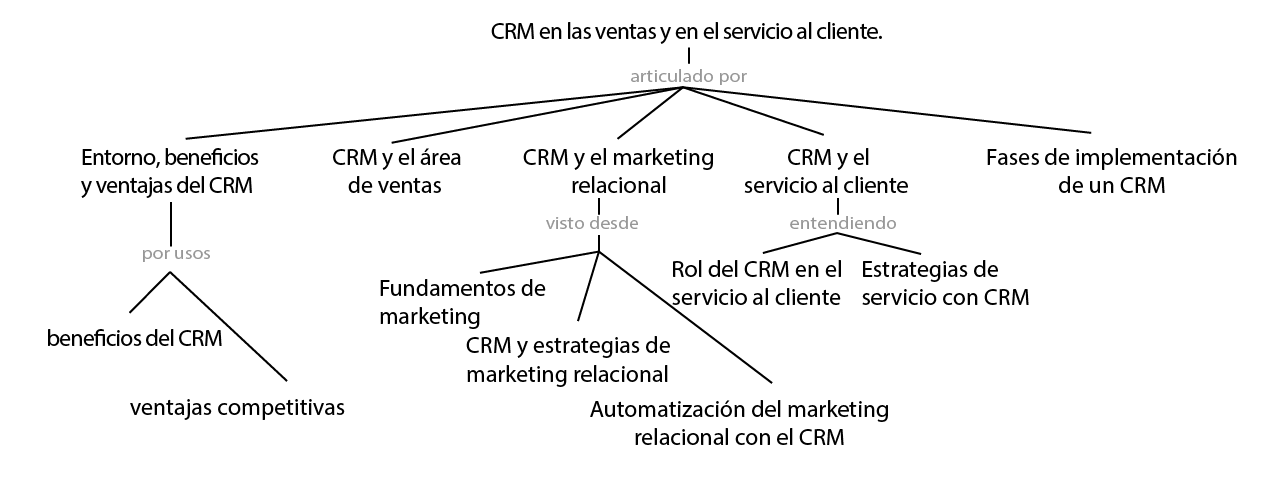 CRM en las ventas y en el servicio al cliente.
articulado por
Entorno, beneficios
y ventajas del CRM
CRM y el área
de ventas
CRM y el marketing
relacional
CRM y el
servicio al cliente
Fases de implementación
de un CRM
por usos
beneficios del CRM
ventajas competitivas
visto desde
Fundamentos de
marketing
CRM y estrategias de
marketing relacional
Automatización del marketing
relacional con el CRM
entendiendo
Rol del CRM en el
servicio al cliente
Estrategias de
servicio con CRM